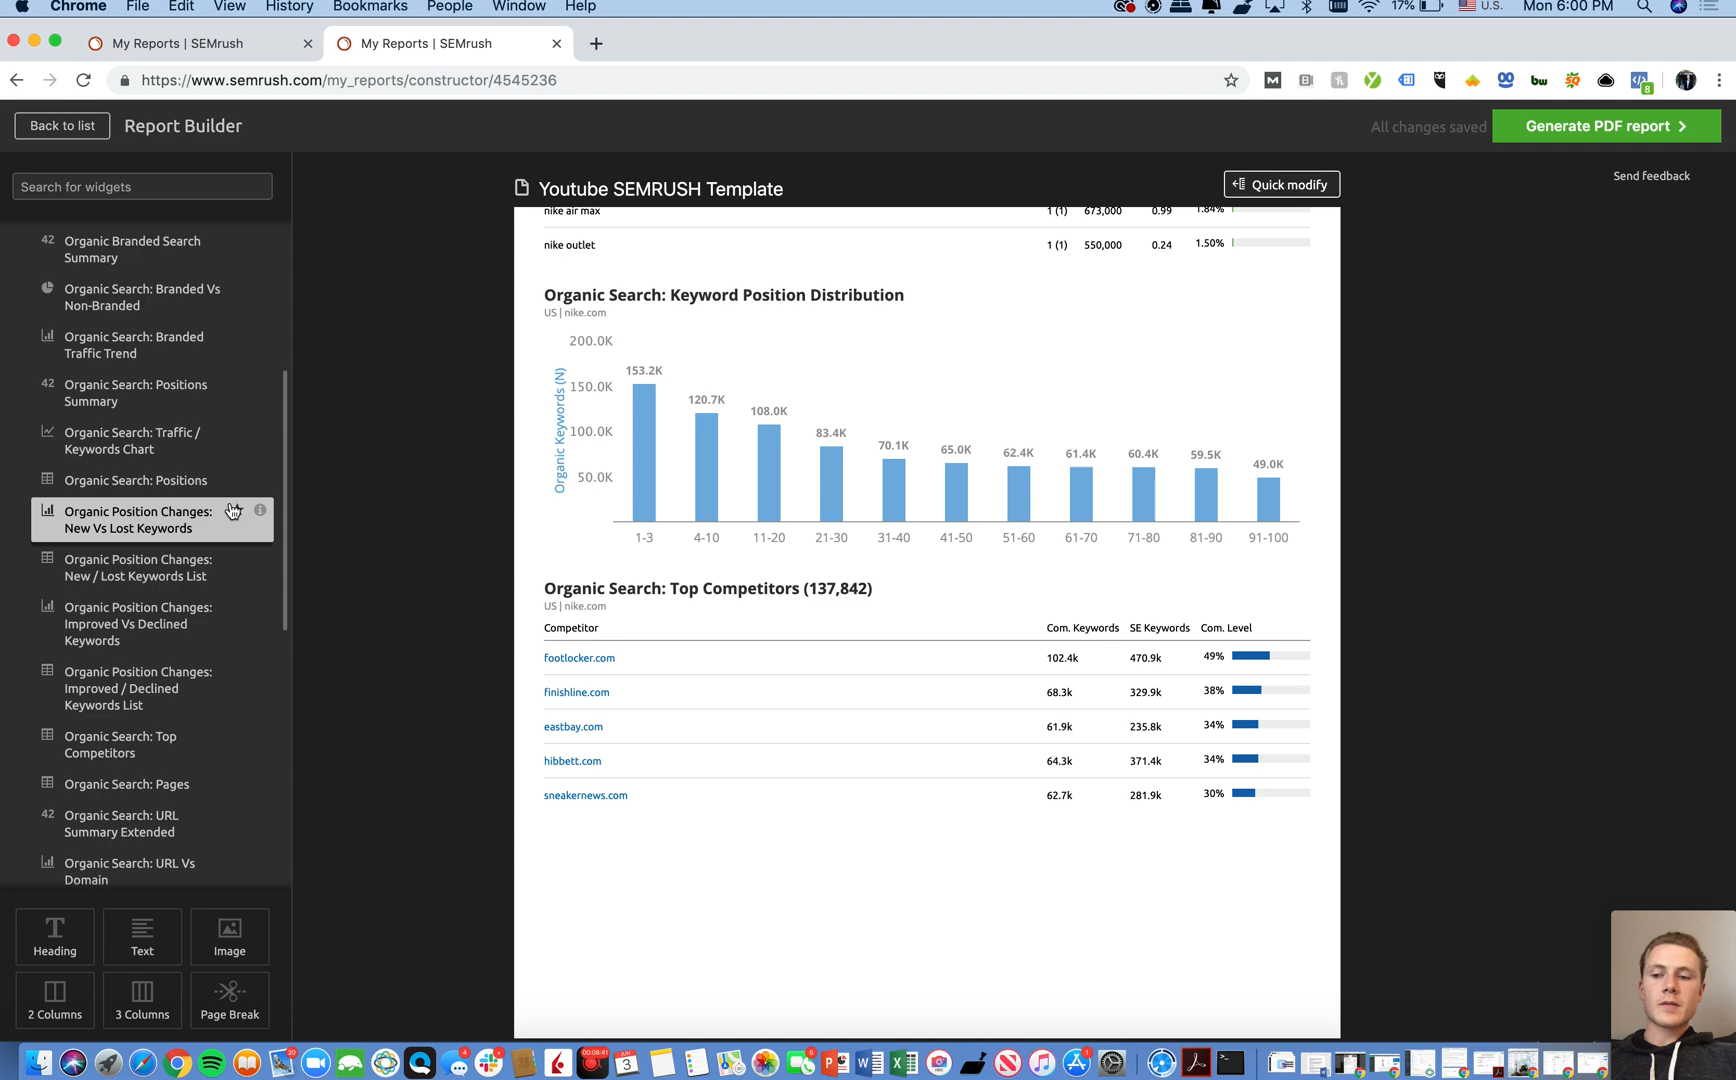 Chrome File Edit View History Bookmarks People Window Help
17% U.S. Mon 6:00 PM
My Reports | SEMrush
My Reports | SEMrush
https://www.semrush.com/my_reports/constructor/4545236
8
Back to list
Report Builder
All changes saved
Generate PDF report
Search for widgets
Youtube SEMRUSH Template
Quick modify
Send feedback
42 Organic Branded Search
Summary
Organic Search: Branded Vs
Non-Branded
Organic Search: Branded
Traffic Trend
42 Organic Search: Positions
Summary
Organic Search: Traffic /
Keywords Chart
Organic Search: Positions
Organic Position Changes:
New Vs Lost Keywords
Organic Position Changes:
New / Lost Keywords List
Organic Position Changes:
Improved Vs Declined
Keywords
Organic Position Changes:
Improved / Declined
Keywords List
Organic Search: Top
Competitors
Organic Search: Pages
42 Organic Search: URL
Summary Extended
Organic Search: URL Vs
Domain
Heading Text Image
2 Columns 3 Columns Page Break
nike air max 1 (1) 673,000 0.99 1.84%
nike outlet 1 (1) 550,000 0.24 1.50%
Organic Search: Keyword Position Distribution
US | nike.com
Organic Keywords (N)
200.0K
150.0K
100.0K
50.0K
153.2K 120.7K 108.0K 83.4K 70.1K 65.0K 62.4K 61.4K 60.4K 59.5K 49.0K
1-3 4-10 11-20 21-30 31-40 41-50 51-60 61-70 71-80 81-90 91-100
Organic Search: Top Competitors (137,842)
US | nike.com
Competitor Com. Keywords SE Keywords Com. Level
footlocker.com 102.4k 470.9k 49%
finishline.com 68.3k 329.9k 38%
eastbay.com 61.9k 235.8k 34%
hibbett.com 64.3k 371.4k 34%
sneakernews.com 62.7k 281.9k 30%